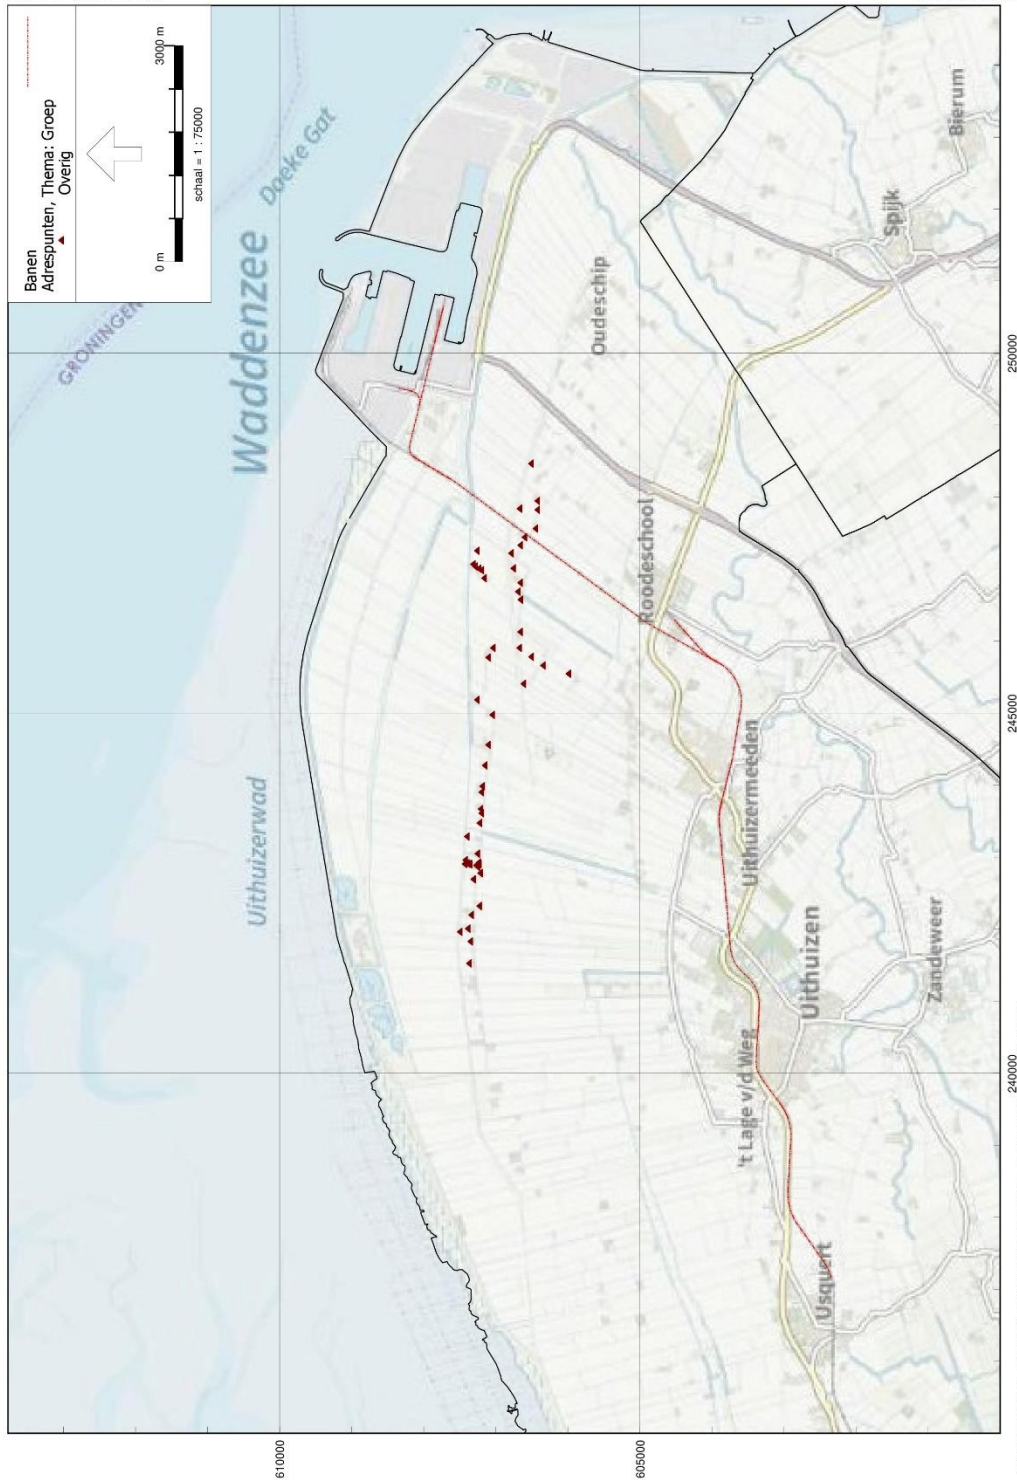 Banen
Adrespunten, Thema: Groep
Overig
0 m
3000 m
schaal = 1 : 75000
GRONINGEN
Doeke Gat
Waddenzee
Uithuizerwad
Oudeschip
Spijk
Bierum
Roodeschool
Uithuizermeeden
Uithuizen
't Lage v/d Weg
Zandeweer
Usquert
610000
605000
240000
245000
250000